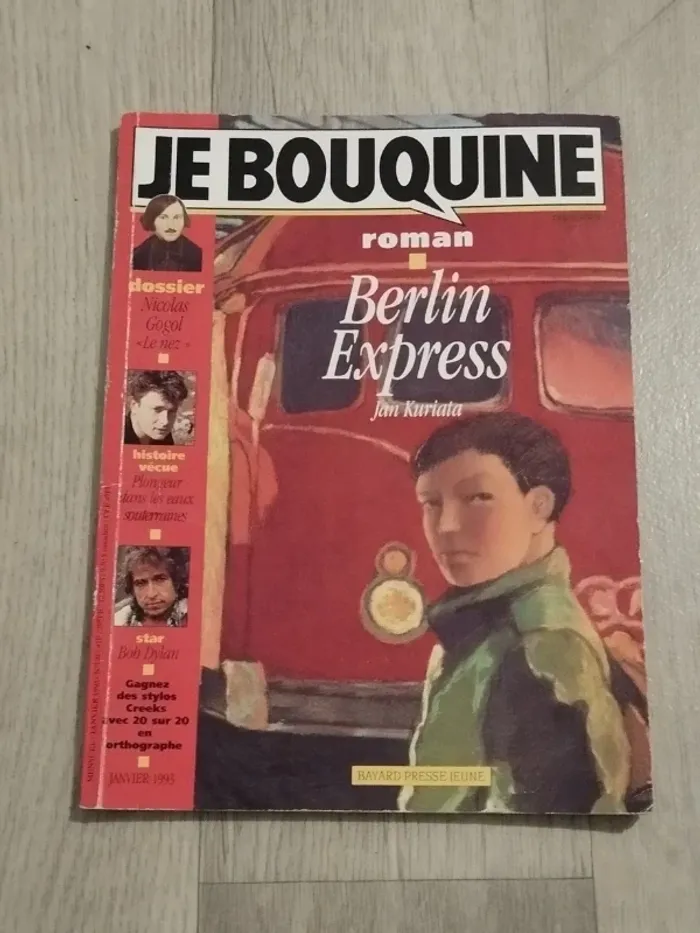 JE BOUQUINE
roman
Berlin
Express
Jan Kuriata
dossier
Nicolas
Gogol
«Le nez»
histoire
vécue
Plongeur
dans les eaux
souterraines
star
Bob Dylan
Gagnez
des stylos
Creeks
avec 20 sur 20
en
orthographe
JANVIER 1995
BAYARD PRESSE JEUNE